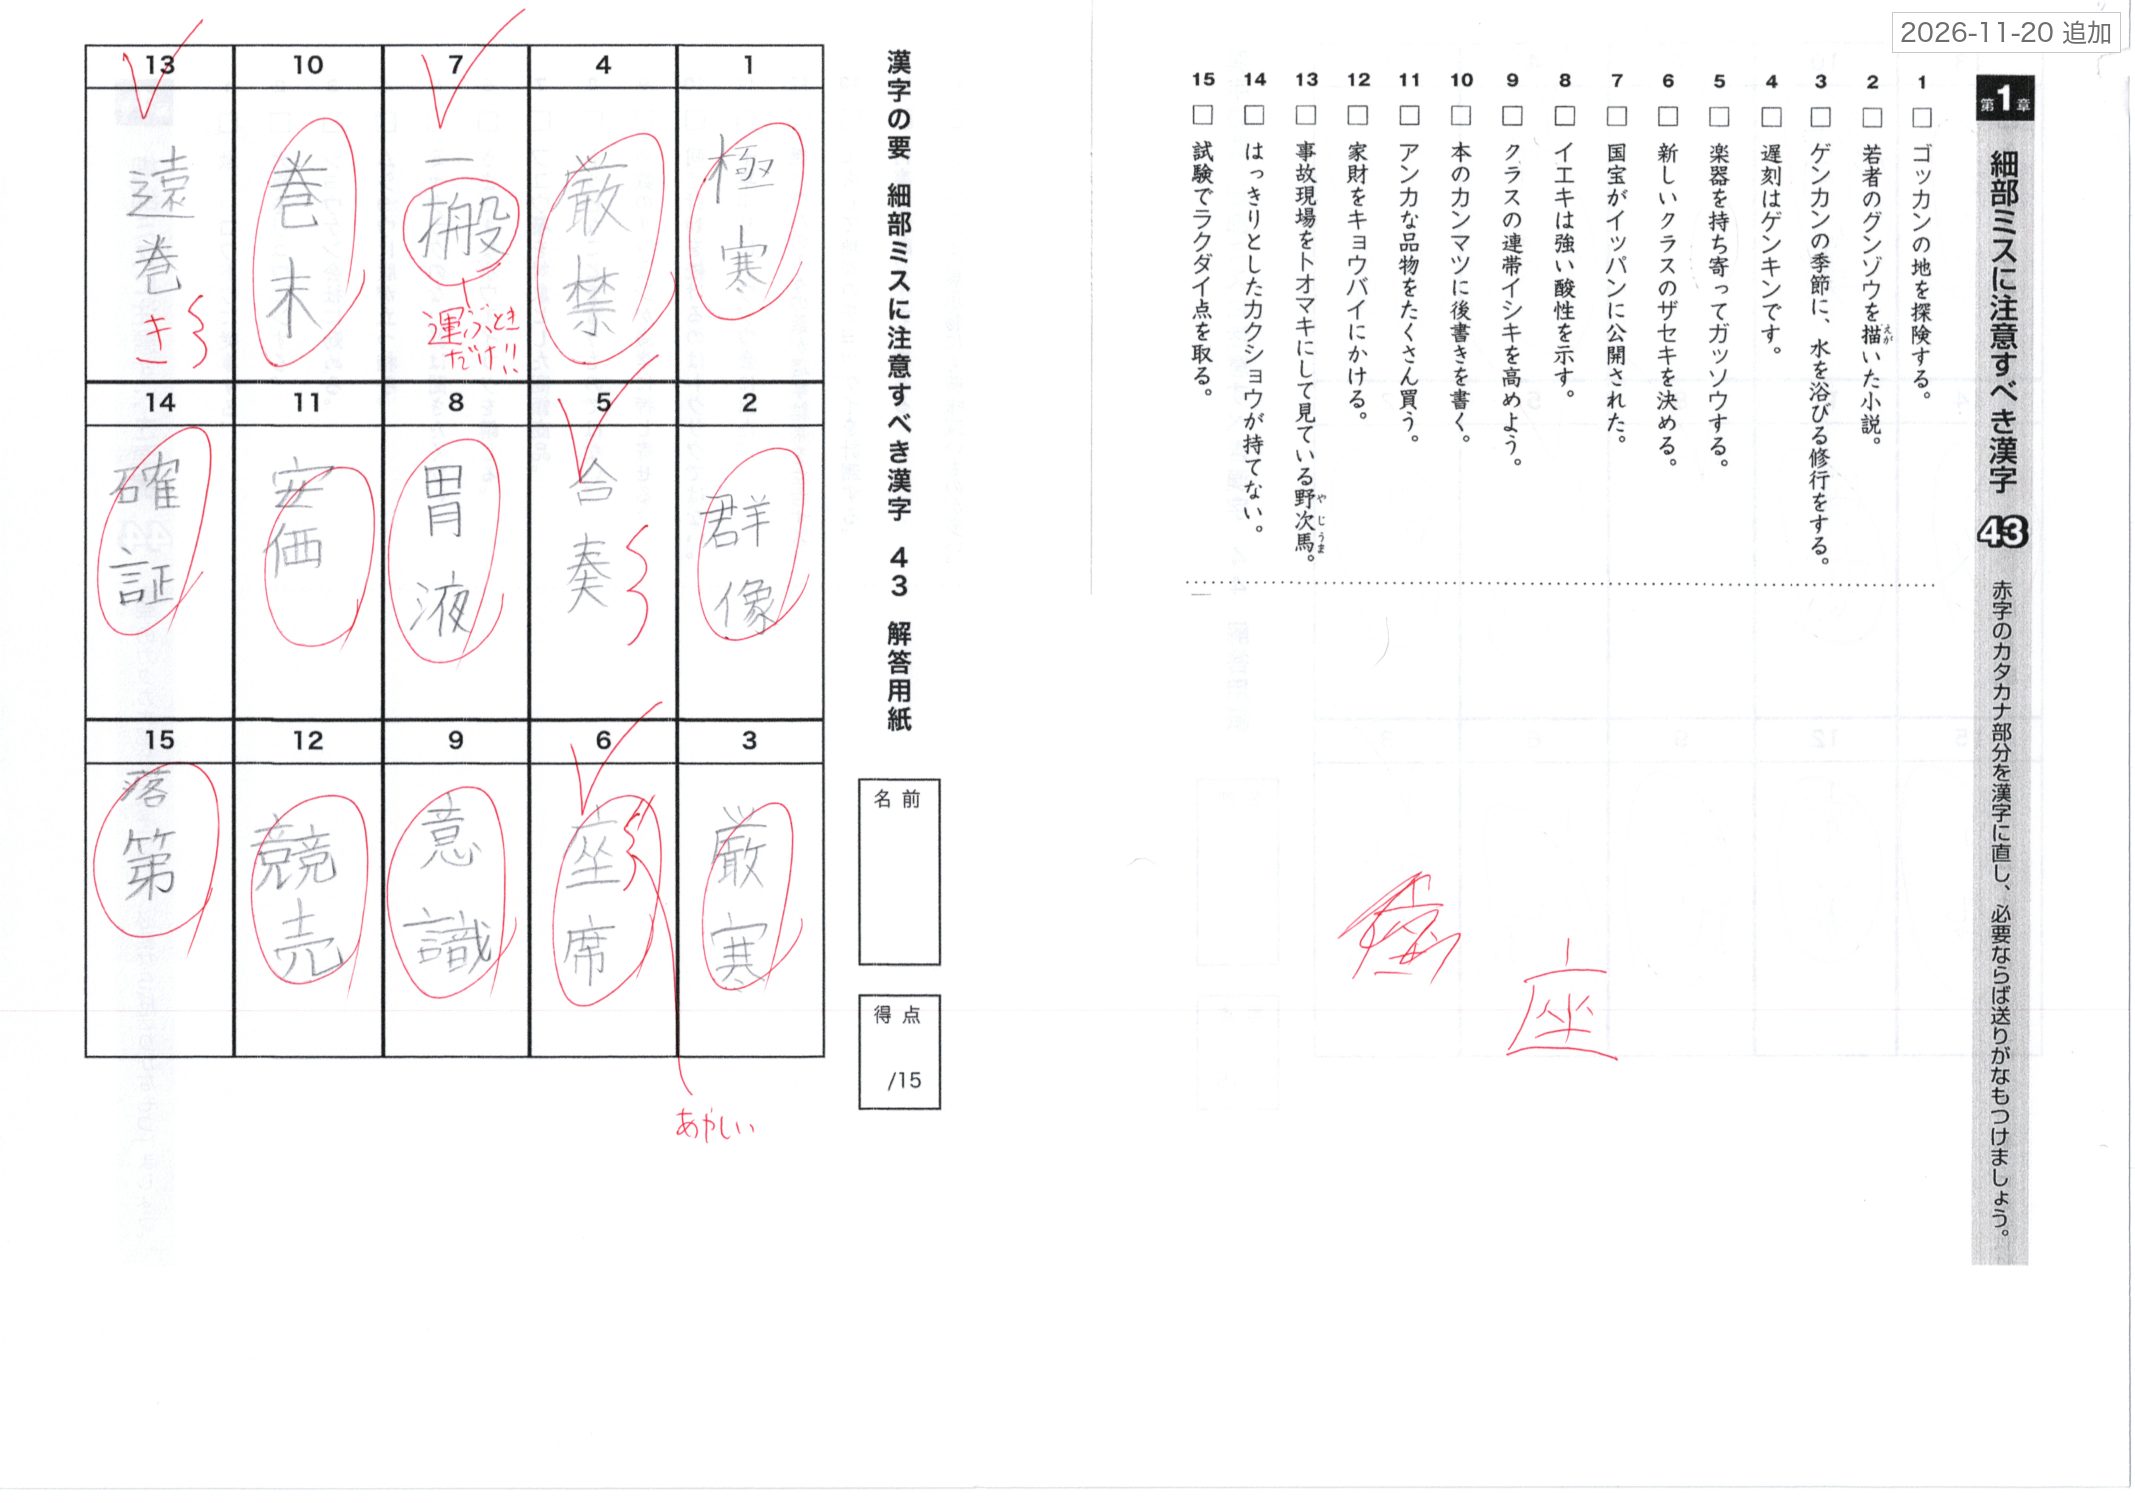 2026-11-20 追加
第1章 細部ミスに注意すべき漢字 43 赤字のカタカナ部分を漢字に直し、必要ならば送りがなもつけましょう。
1 □ ゴッカンの地を探険する。
2 □ 若者のグンゾウを描いた小説。
えが
3 □ ゲンカンの季節に、水を浴びる修行をする。
4 □ 遅刻はゲンキンです。
5 □ 楽器を持ち寄ってガッソウする。
6 □ 新しいクラスのザセキを決める。
7 □ 国宝がイッパンに公開された。
8 □ イエキは強い酸性を示す。
9 □ クラスの連帯イシキを高めよう。
10 □ 本のカンマツに後書きを書く。
11 □ アンカな品物をたくさん買う。
12 □ 家財をキョウバイにかける。
13 □ 事故現場をトオマキにして見ている野次馬。
やじうま
14 □ はっきりとしたカクショウが持てない。
15 □ 試験でラクダイ点を取る。
座
漢字の要 細部ミスに注意すべき漢字 43 解答用紙
名前
得点
/15
1
極寒
2
群像
3
厳寒
4
厳禁
5
合奏
6
座席
あやしい
7
一搬
運ぶとき
だけ!!
8
胃液
9
意識
10
巻末
11
安価
12
競売
13
遠巻
き
14
確証
15
落第